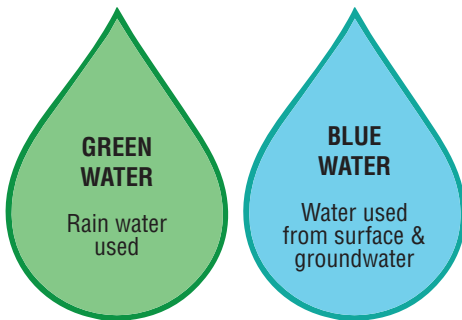 GREEN
WATER
Rain water
used
BLUE
WATER
Water used
from surface &
groundwater